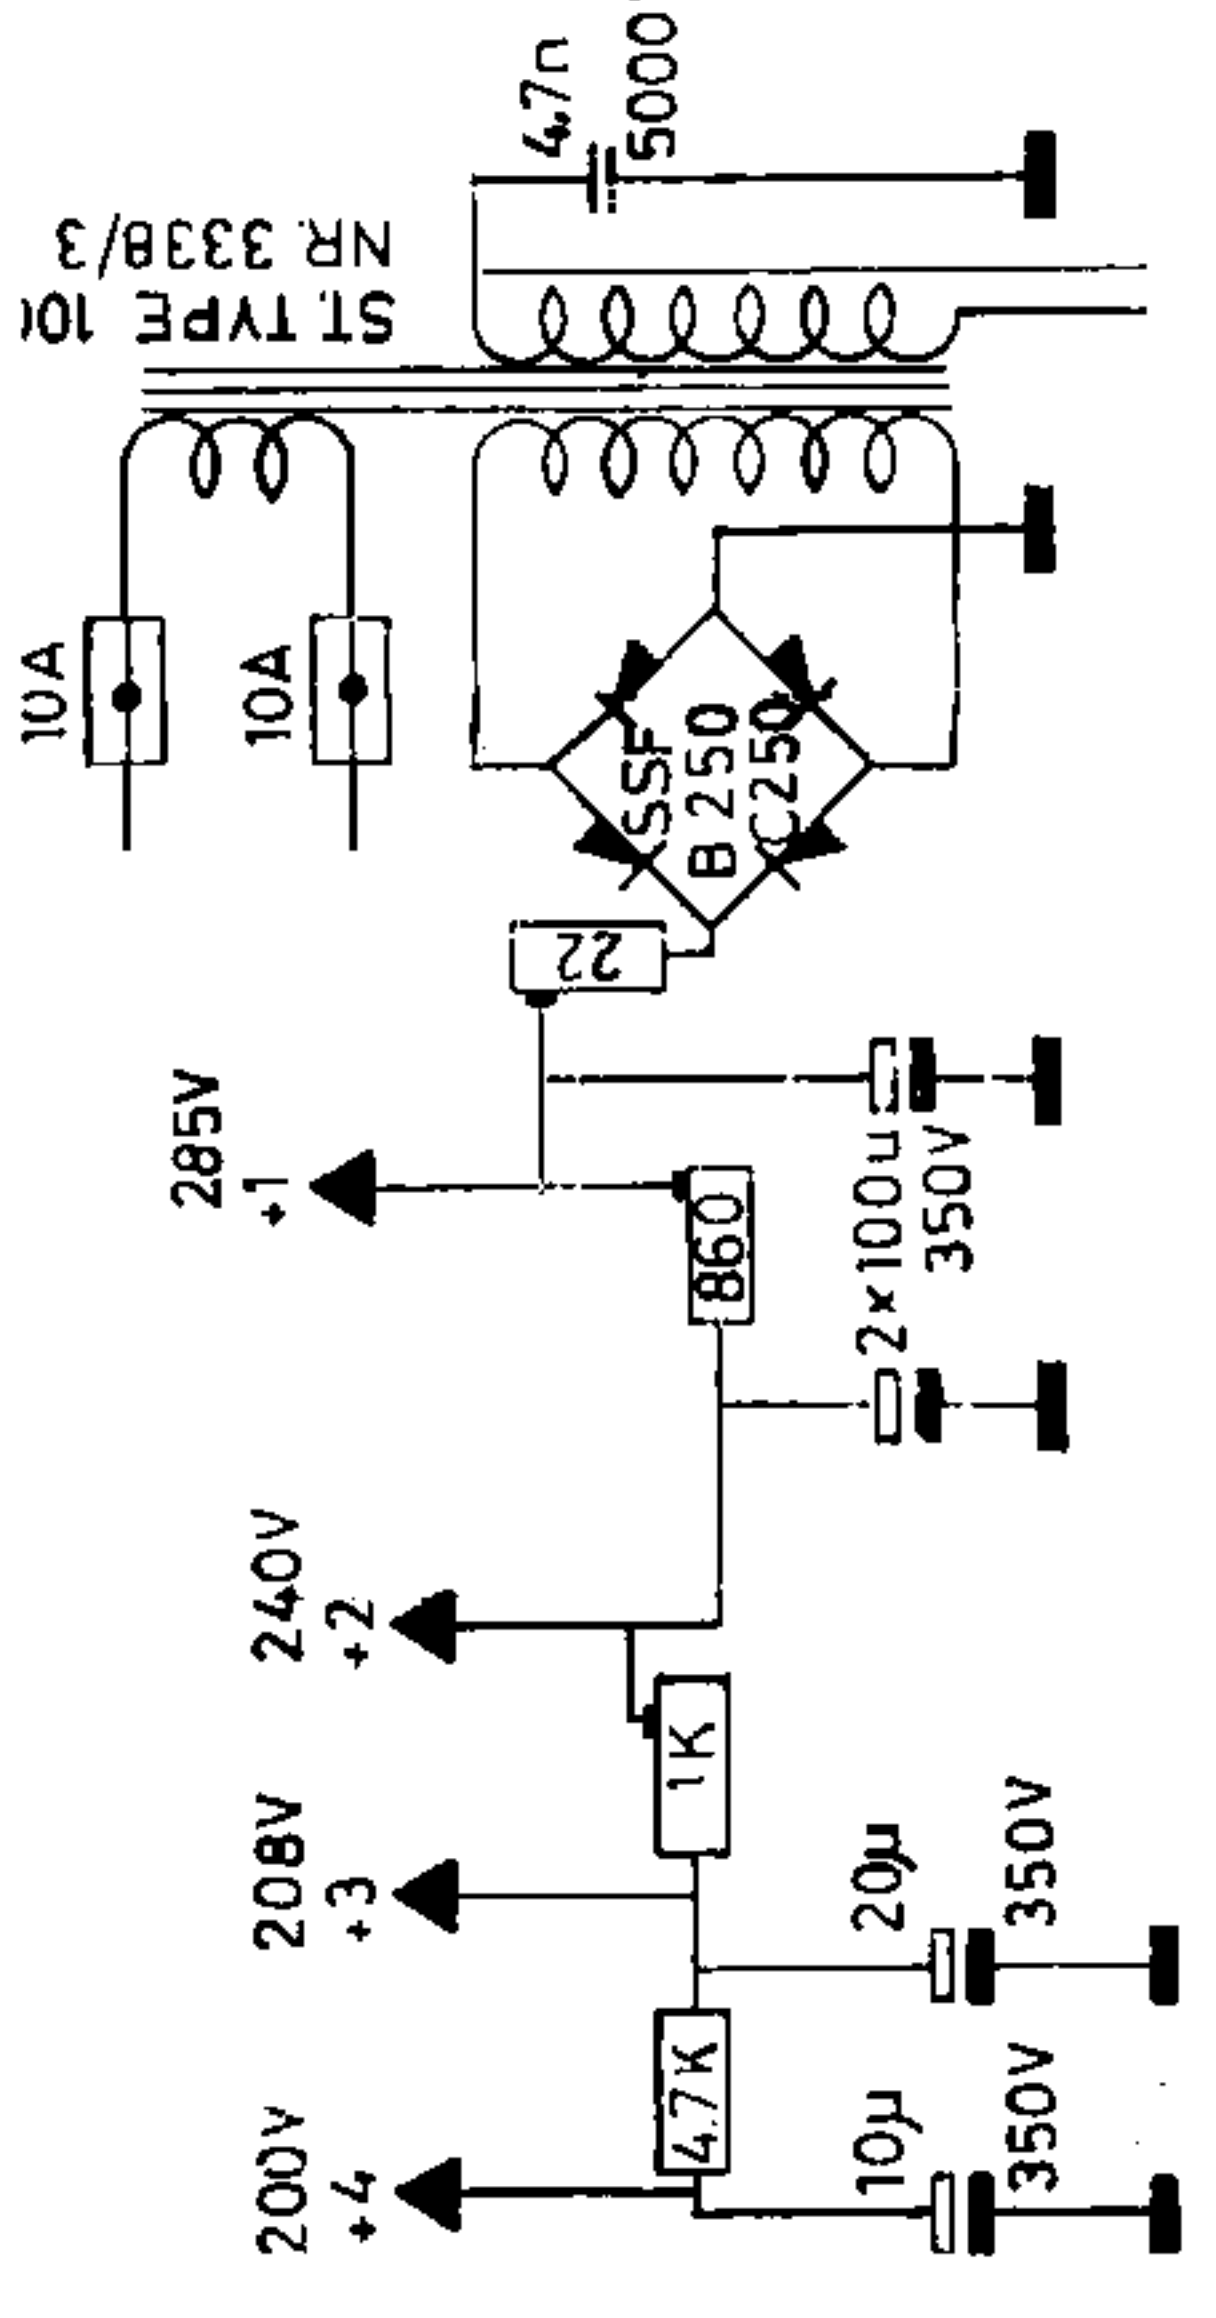 4,7n
5000
NR. 3338/3
ST.TYPE 10
10A
10A
SSF
B 250
C250
22
285V
+1
860
2×100u
350V
240V
+2
1K
208V
+3
20µ
350V
4.7K
200V
+4
10µ
350V